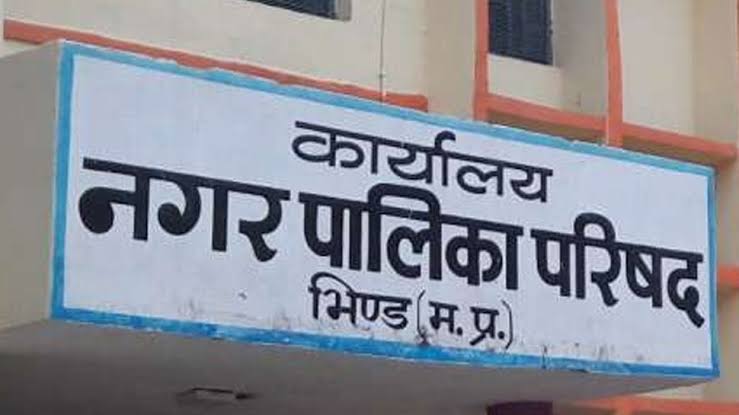 कार्यालय
नगर पालिका परिषद
भिण्ड (म. प्र.)